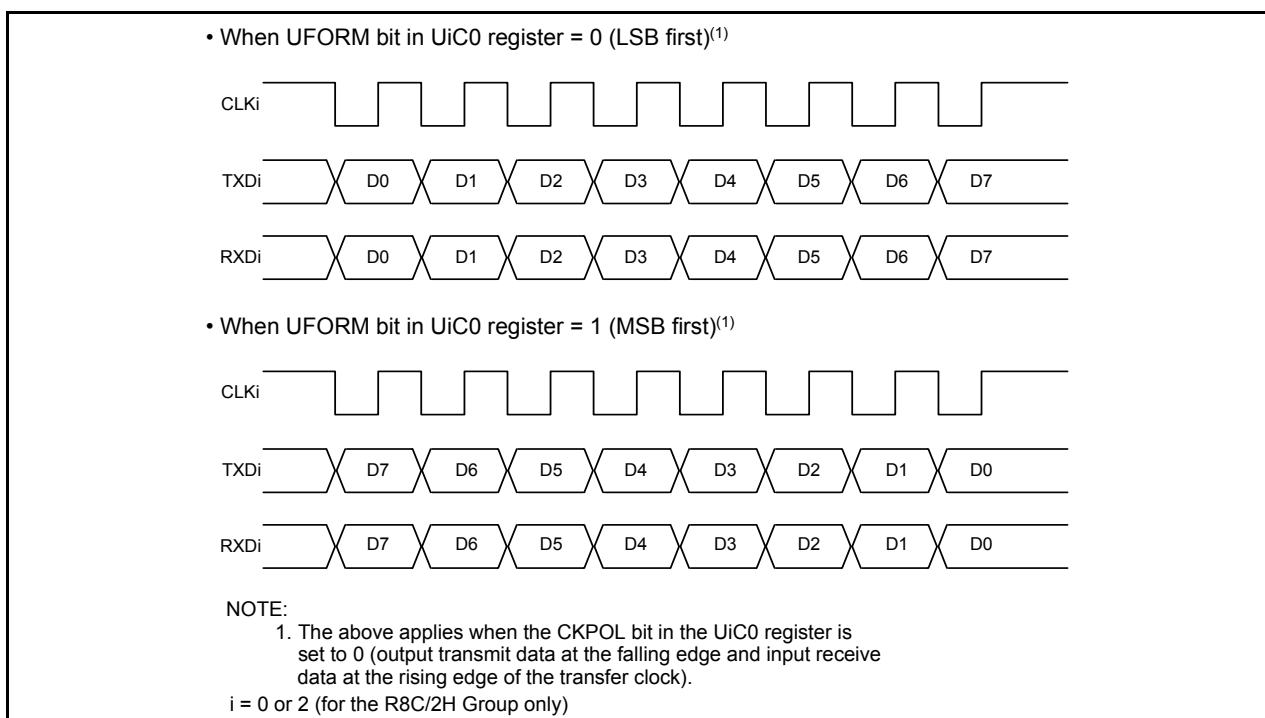 • When UFORM bit in UiC0 register = 0 (LSB first)(1)
CLKi
TXDi D0 D1 D2 D3 D4 D5 D6 D7
RXDi D0 D1 D2 D3 D4 D5 D6 D7
• When UFORM bit in UiC0 register = 1 (MSB first)(1)
CLKi
TXDi D7 D6 D5 D4 D3 D2 D1 D0
RXDi D7 D6 D5 D4 D3 D2 D1 D0
NOTE:
1. The above applies when the CKPOL bit in the UiC0 register is
set to 0 (output transmit data at the falling edge and input receive
data at the rising edge of the transfer clock).
i = 0 or 2 (for the R8C/2H Group only)